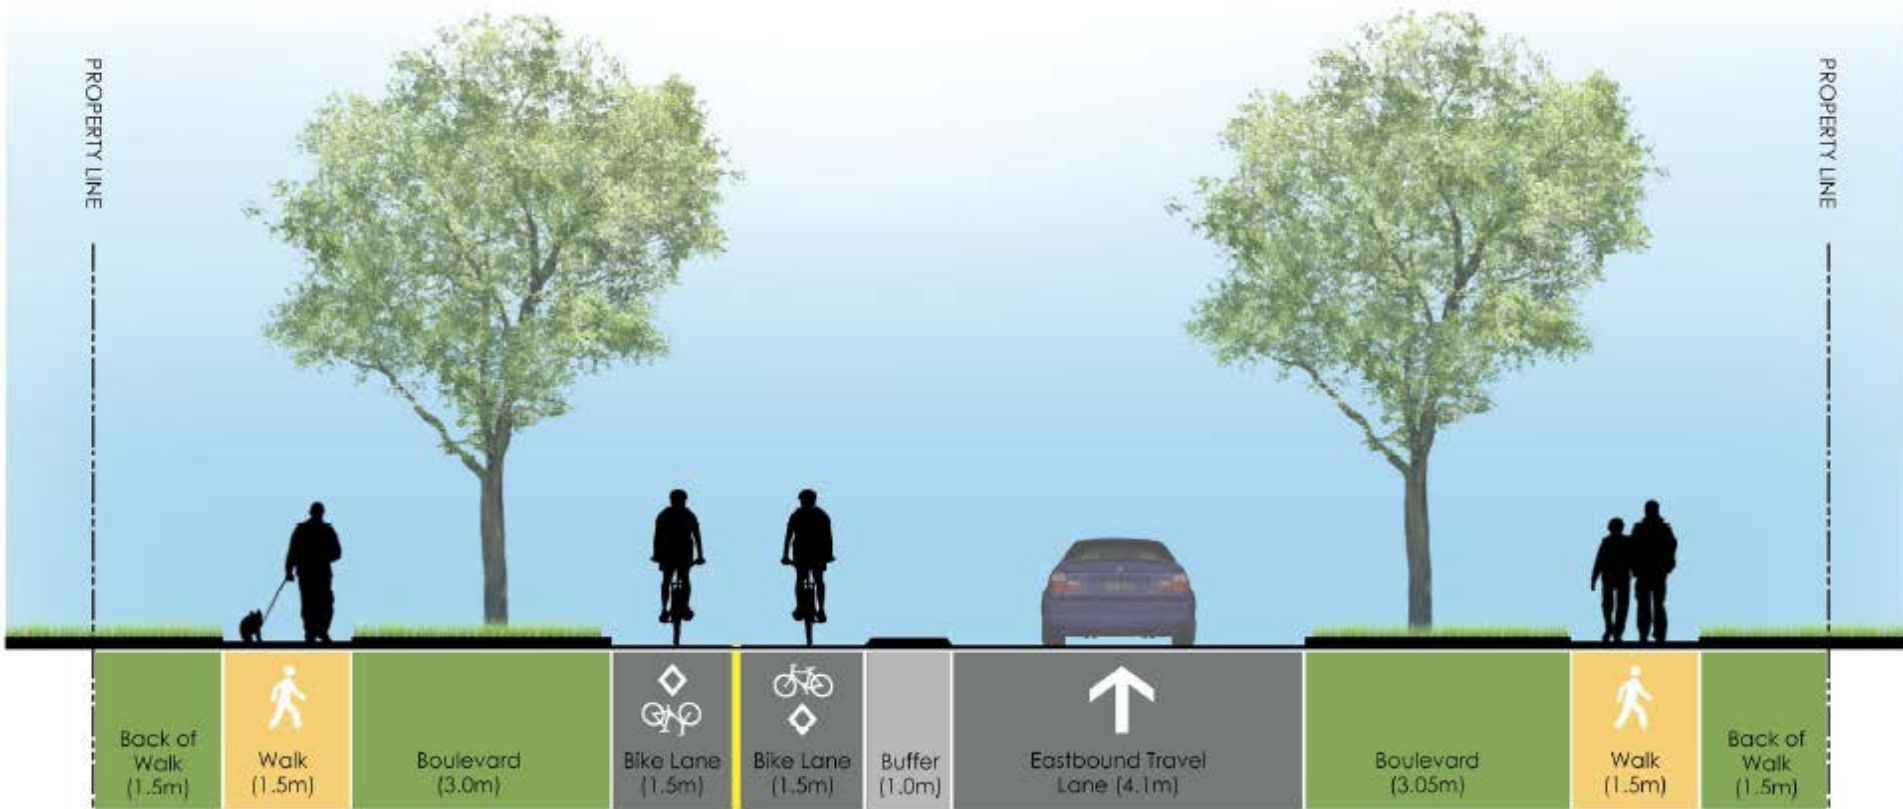 PROPERTY LINE
PROPERTY LINE
Back of
Walk
(1.5m)
Walk
(1.5m)
Boulevard
(3.0m)
Bike Lane
(1.5m)
Bike Lane
(1.5m)
Buffer
(1.0m)
Eastbound Travel
Lane (4.1m)
Boulevard
(3.05m)
Walk
(1.5m)
Back of
Walk
(1.5m)